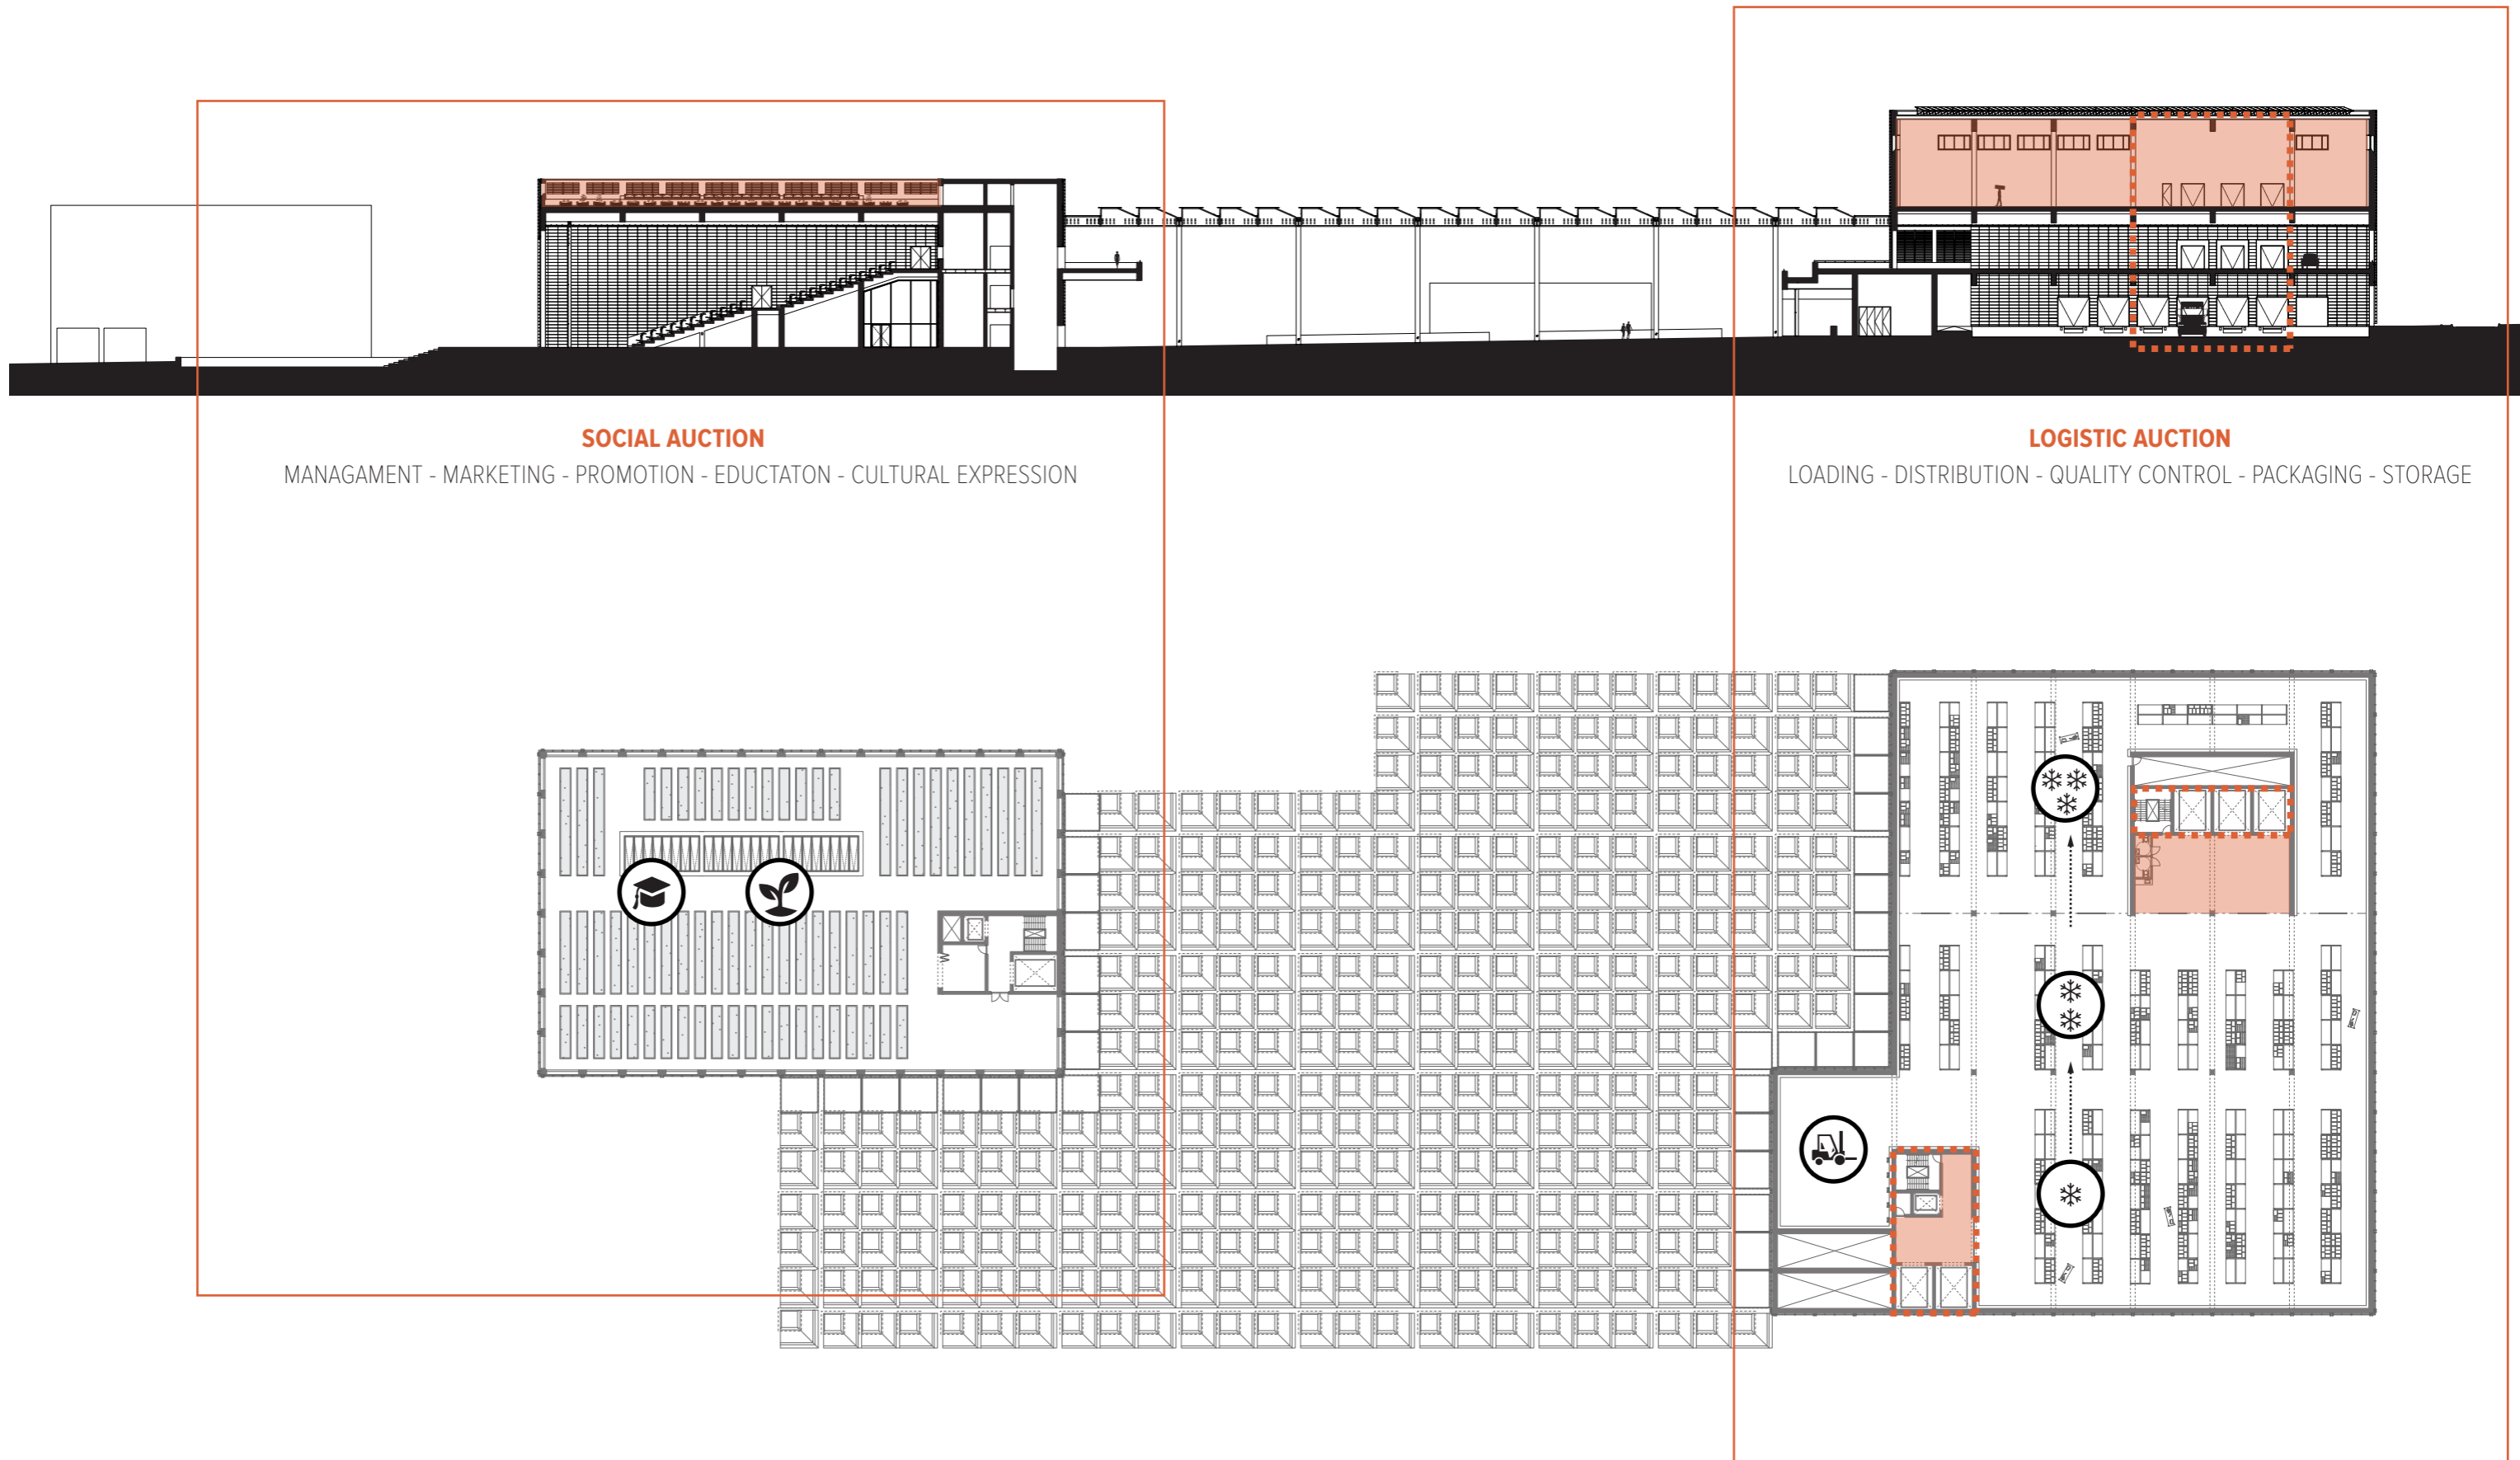 SOCIAL AUCTION
MANAGAMENT - MARKETING - PROMOTION - EDUCTATON - CULTURAL EXPRESSION
LOGISTIC AUCTION
LOADING - DISTRIBUTION - QUALITY CONTROL - PACKAGING - STORAGE